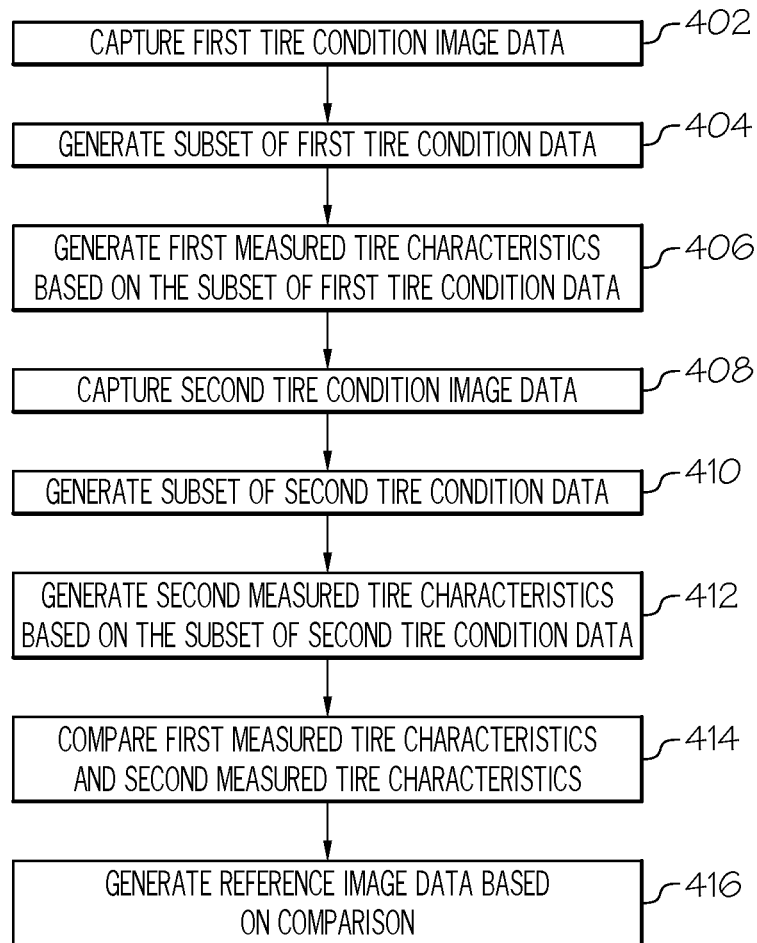 CAPTURE FIRST TIRE CONDITION IMAGE DATA
402
GENERATE SUBSET OF FIRST TIRE CONDITION DATA
404
GENERATE FIRST MEASURED TIRE CHARACTERISTICS
BASED ON THE SUBSET OF FIRST TIRE CONDITION DATA
406
CAPTURE SECOND TIRE CONDITION IMAGE DATA
408
GENERATE SUBSET OF SECOND TIRE CONDITION DATA
410
GENERATE SECOND MEASURED TIRE CHARACTERISTICS
BASED ON THE SUBSET OF SECOND TIRE CONDITION DATA
412
COMPARE FIRST MEASURED TIRE CHARACTERISTICS
AND SECOND MEASURED TIRE CHARACTERISTICS
414
GENERATE REFERENCE IMAGE DATA BASED
ON COMPARISON
416